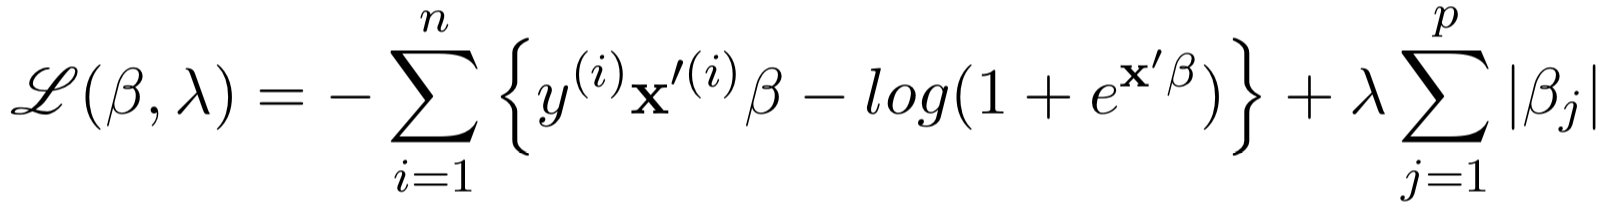 ℒ(β, λ) = − ∑_{i=1}^{n} { y^{(i)} 𝐱′^{(i)} β − log(1 + e^{𝐱′β}) } + λ ∑_{j=1}^{p} |β_j|